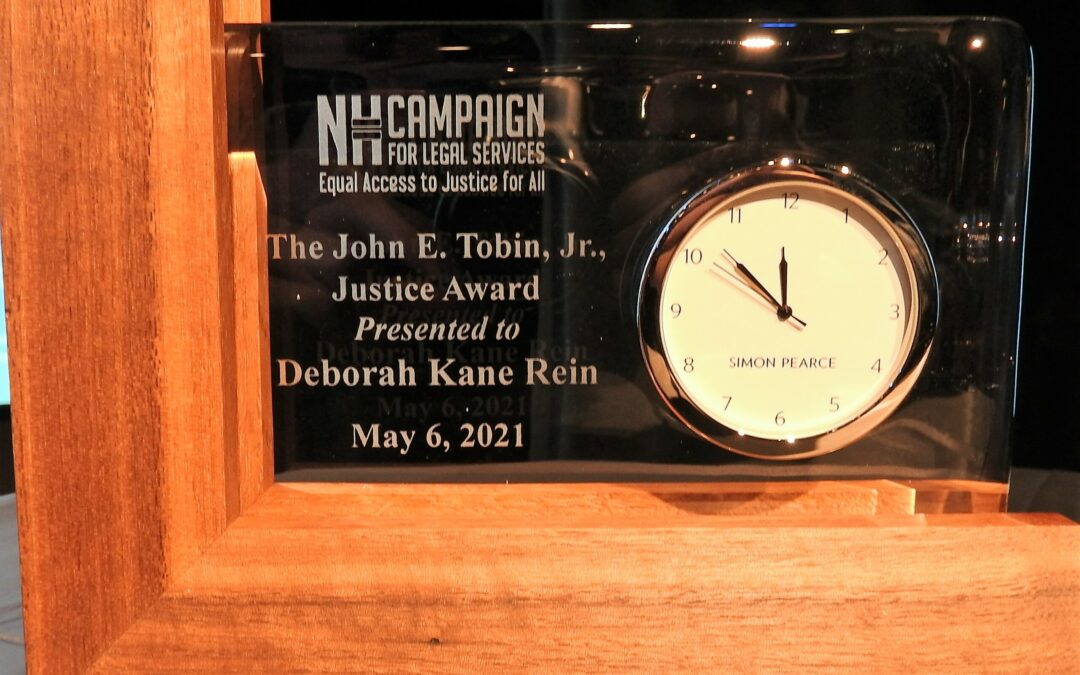 NH CAMPAIGN
FOR LEGAL SERVICES
Equal Access to Justice for All
The John E. Tobin, Jr.,
Justice Award
Presented to
Deborah Kane Rein
May 6, 2021
12
11
1
10
2
9
3
8
4
7
5
6
SIMON PEARCE